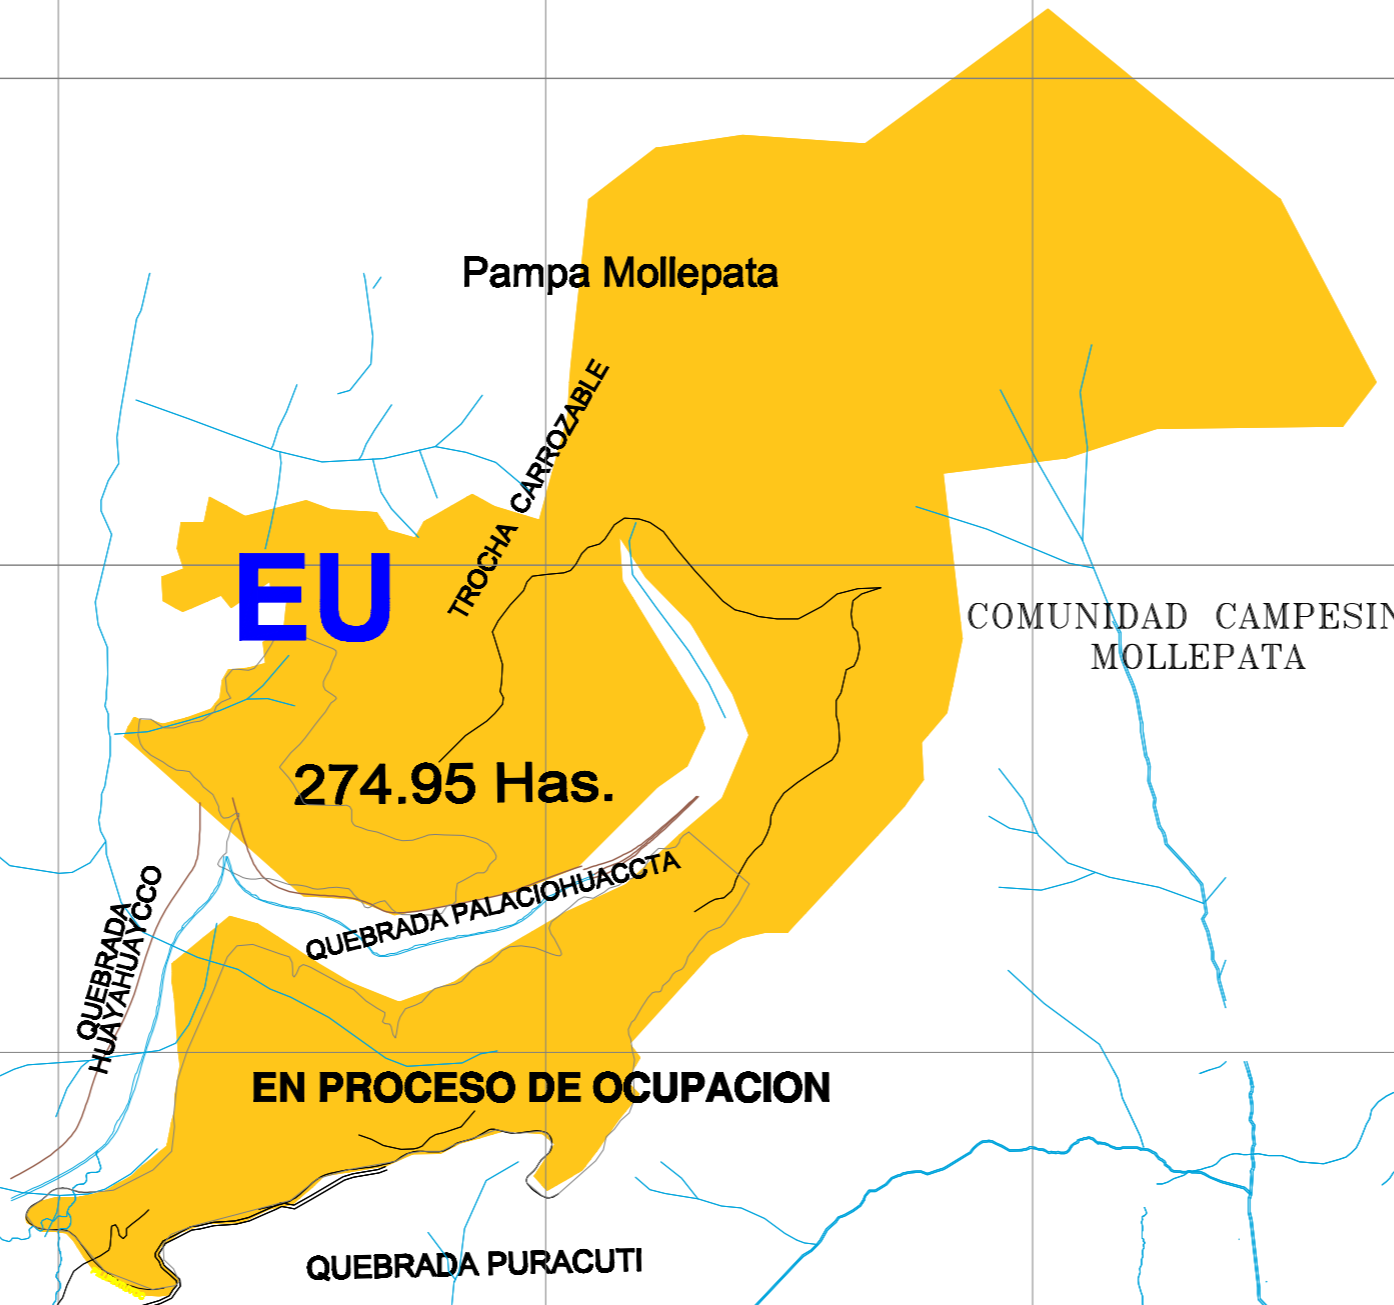 Pampa Mollepata
TROCHA CARROZABLE
EU
COMUNIDAD CAMPESIN
MOLLEPATA
274.95 Has.
QUEBRADA PALACIOHUACCTA
QUEBRADA
HUAYAHUAYCCO
EN PROCESO DE OCUPACION
QUEBRADA PURACUTI